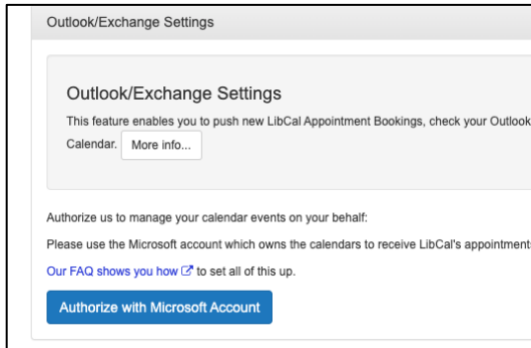 Outlook/Exchange Settings
Outlook/Exchange Settings
This feature enables you to push new LibCal Appointment Bookings, check your Outlook
Calendar. More info...
Authorize us to manage your calendar events on your behalf:
Please use the Microsoft account which owns the calendars to receive LibCal's appointments
Our FAQ shows you how to set all of this up.
Authorize with Microsoft Account